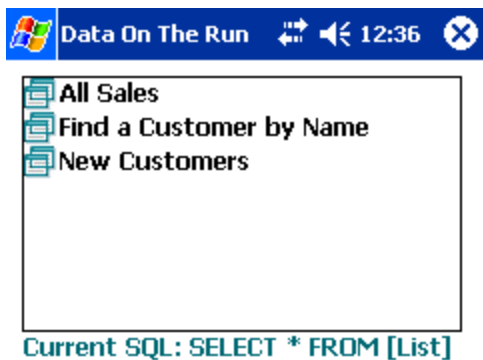 Data On The Run 12:36
All Sales
Find a Customer by Name
New Customers
Current SQL: SELECT * FROM [List]